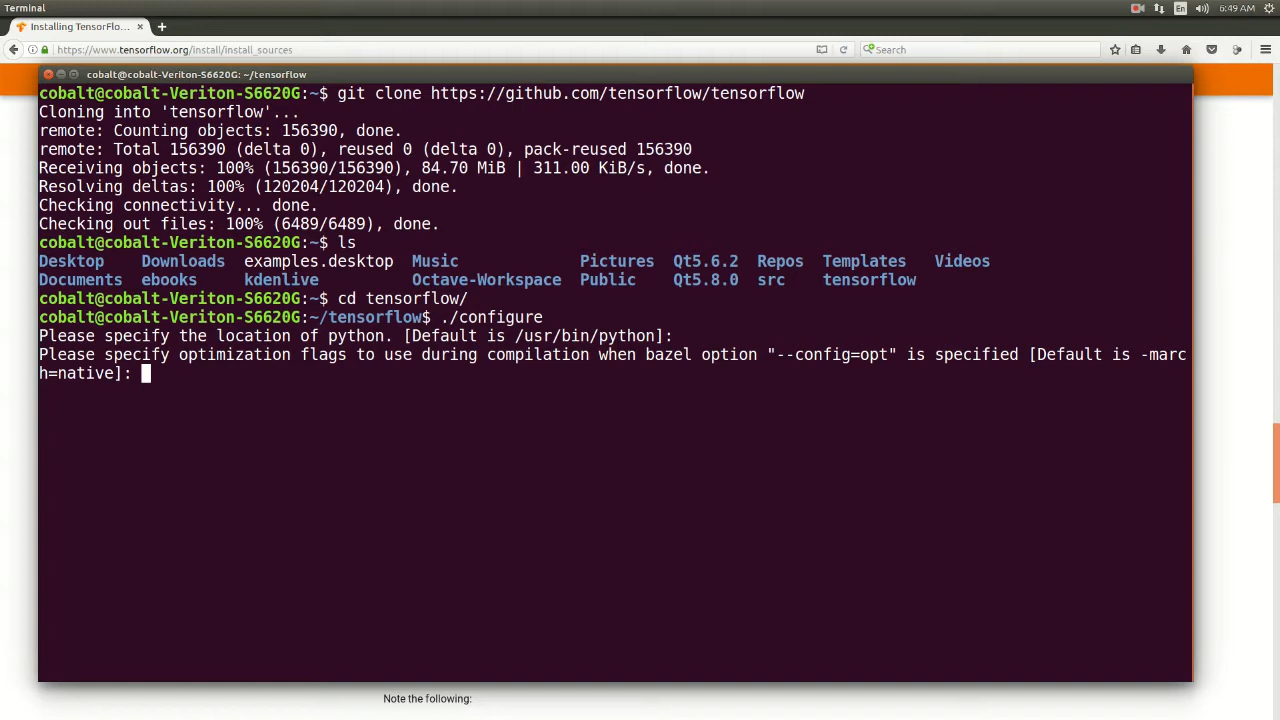 Terminal
En
6:49 AM
Installing TensorFlo...
https://www.tensorflow.org/install/install_sources
Search
cobalt@cobalt-Veriton-S6620G: ~/tensorflow
cobalt@cobalt-Veriton-S6620G:~$ git clone https://github.com/tensorflow/tensorflow
Cloning into 'tensorflow'...
remote: Counting objects: 156390, done.
remote: Total 156390 (delta 0), reused 0 (delta 0), pack-reused 156390
Receiving objects: 100% (156390/156390), 84.70 MiB | 311.00 KiB/s, done.
Resolving deltas: 100% (120204/120204), done.
Checking connectivity... done.
Checking out files: 100% (6489/6489), done.
cobalt@cobalt-Veriton-S6620G:~$ ls
Desktop Downloads examples.desktop Music Pictures Qt5.6.2 Repos Templates Videos
Documents ebooks kdenlive Octave-Workspace Public Qt5.8.0 src tensorflow
cobalt@cobalt-Veriton-S6620G:~$ cd tensorflow/
cobalt@cobalt-Veriton-S6620G:~/tensorflow$ ./configure
Please specify the location of python. [Default is /usr/bin/python]:
Please specify optimization flags to use during compilation when bazel option "--config=opt" is specified [Default is -marc
h=native]:
Note the following: